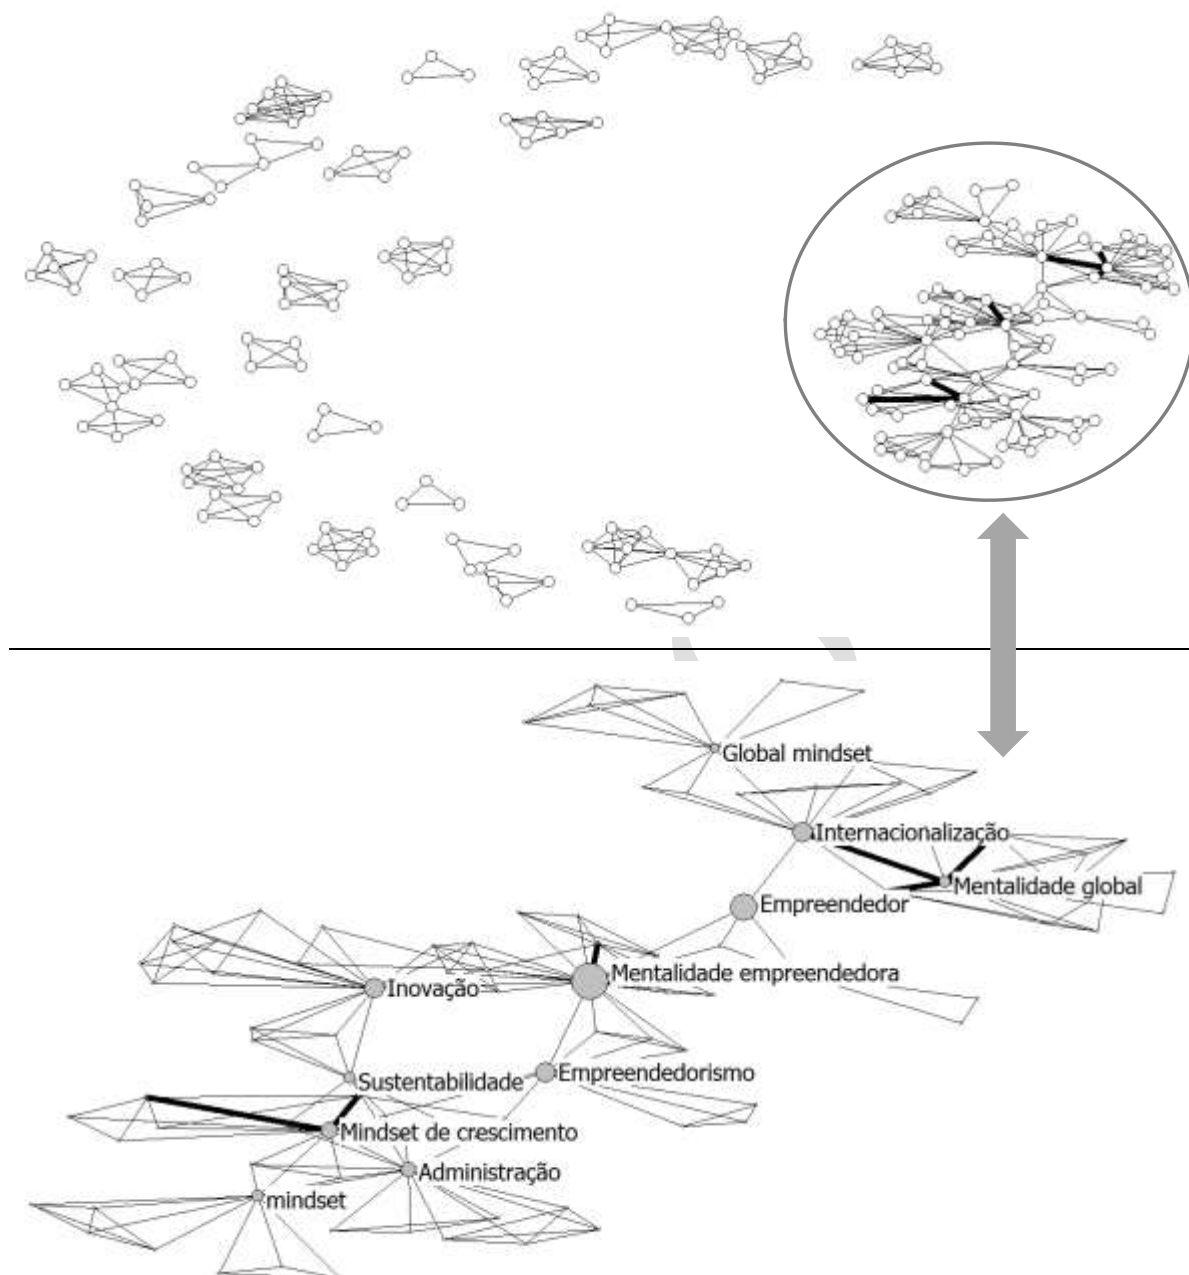 Global mindset
Internacionalização
Mentalidade global
Empreendedor
Mentalidade empreendedora
Inovação
Sustentabilidade
Empreendedorismo
Mindset de crescimento
Administração
mindset